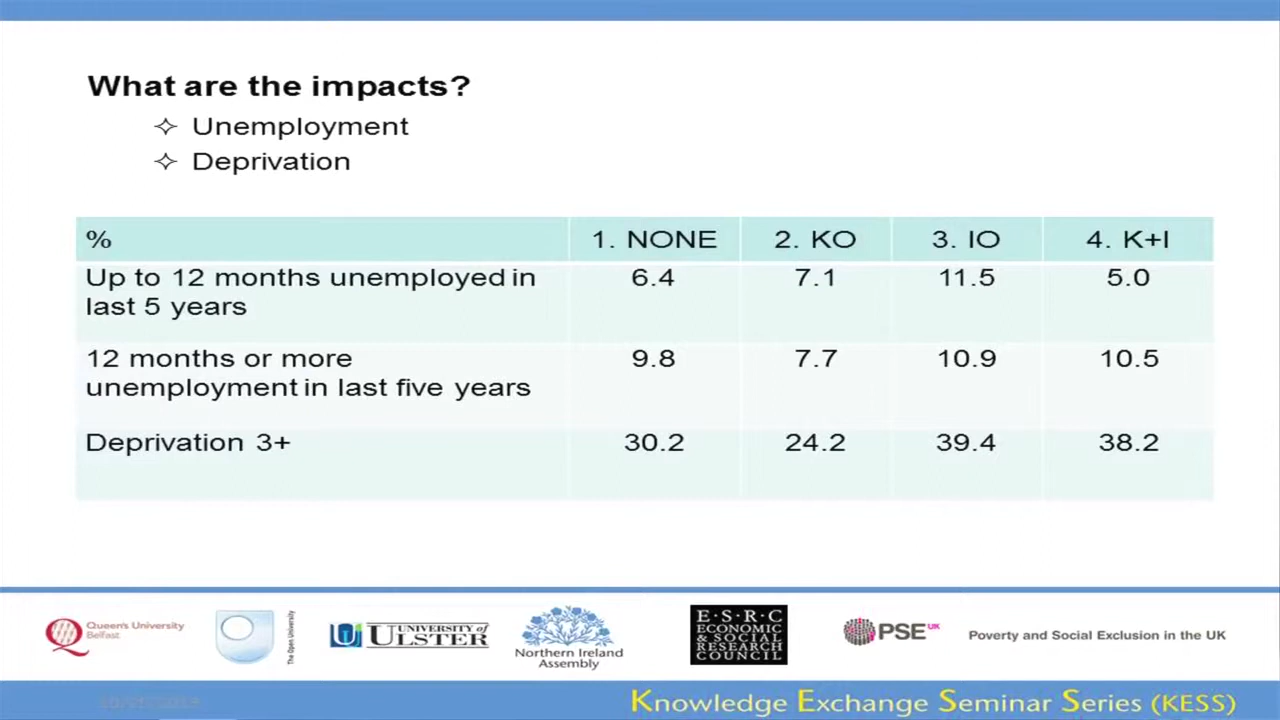 What are the impacts?
✧ Unemployment
✧ Deprivation
% 1. NONE 2. KO 3. IO 4. K+I
Up to 12 months unemployed in last 5 years 6.4 7.1 11.5 5.0
12 months or more unemployment in last five years 9.8 7.7 10.9 10.5
Deprivation 3+ 30.2 24.2 39.4 38.2
Queen's University
Belfast
The Open University
UNIVERSITY of
ULSTER
Northern Ireland
Assembly
E·S·R·C
ECONOMIC
& SOCIAL
RESEARCH
COUNCIL
PSE UK
Poverty and Social Exclusion in the UK
Knowledge Exchange Seminar Series (KESS)